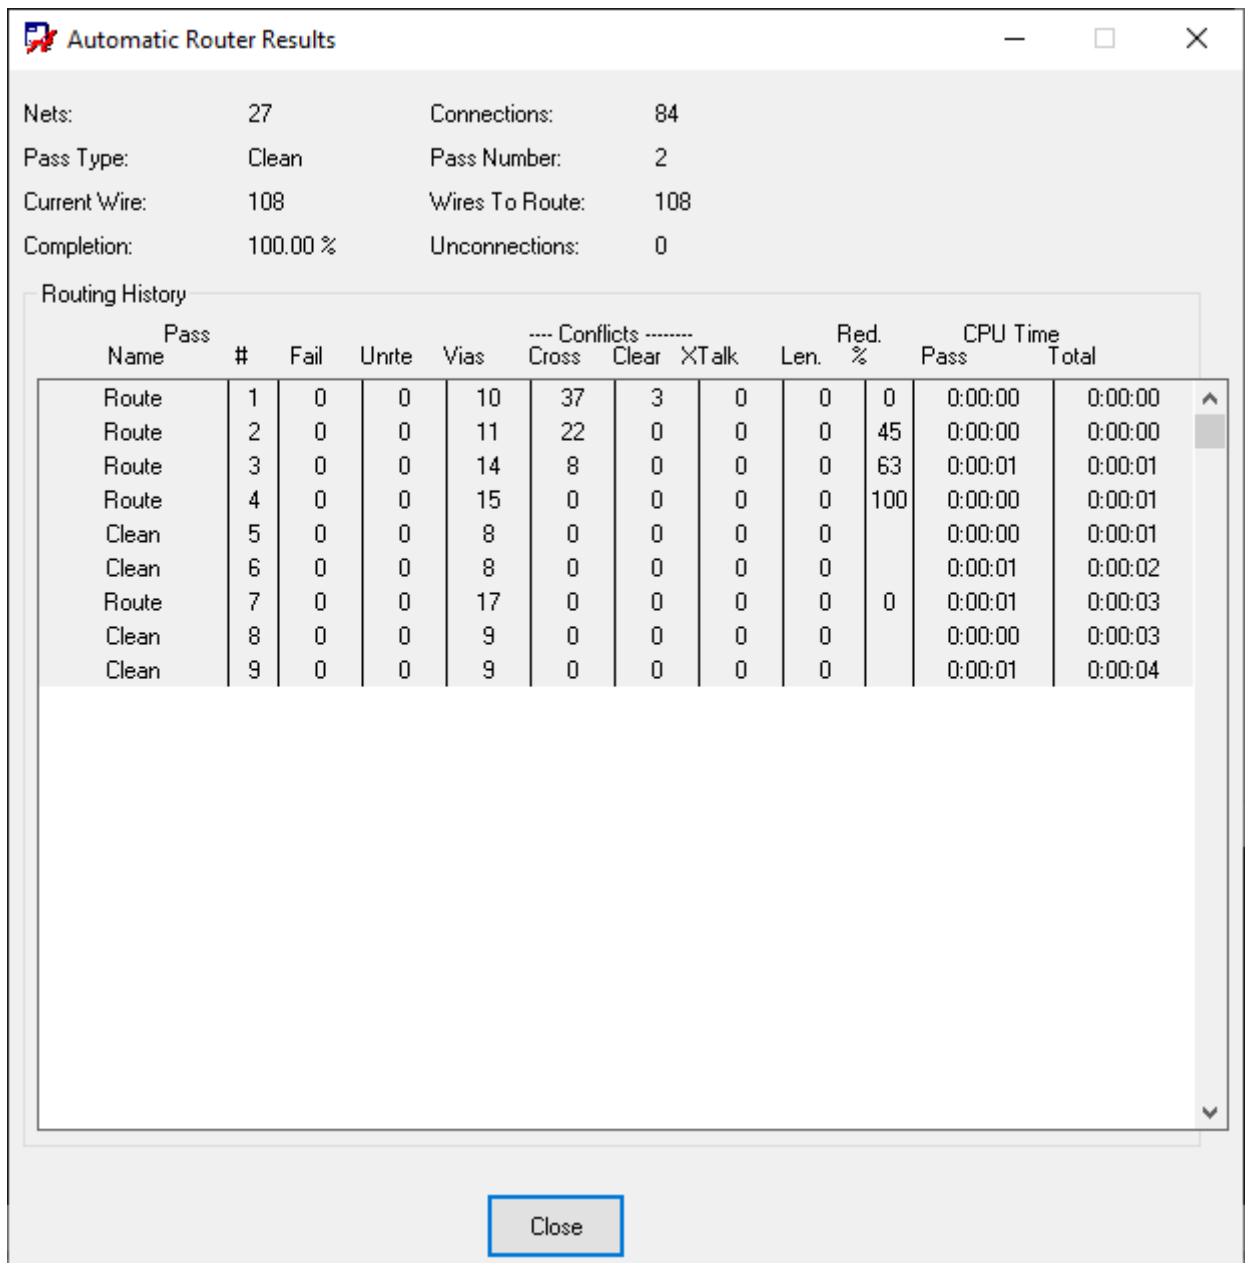 Automatic Router Results
Nets: 27 Connections: 84
Pass Type: Clean Pass Number: 2
Current Wire: 108 Wires To Route: 108
Completion: 100.00 % Unconnections: 0
Routing History
Pass ---- Conflicts -------- Red. CPU Time
Name # Fail Unrte Vias Cross Clear XTalk Len. % Pass Total
Route 1 0 0 10 37 3 0 0 0 0:00:00 0:00:00
Route 2 0 0 11 22 0 0 0 45 0:00:00 0:00:00
Route 3 0 0 14 8 0 0 0 63 0:00:01 0:00:01
Route 4 0 0 15 0 0 0 0 100 0:00:00 0:00:01
Clean 5 0 0 8 0 0 0 0 0:00:00 0:00:01
Clean 6 0 0 8 0 0 0 0 0:00:01 0:00:02
Route 7 0 0 17 0 0 0 0 0 0:00:01 0:00:03
Clean 8 0 0 9 0 0 0 0 0:00:00 0:00:03
Clean 9 0 0 9 0 0 0 0 0:00:01 0:00:04
Close